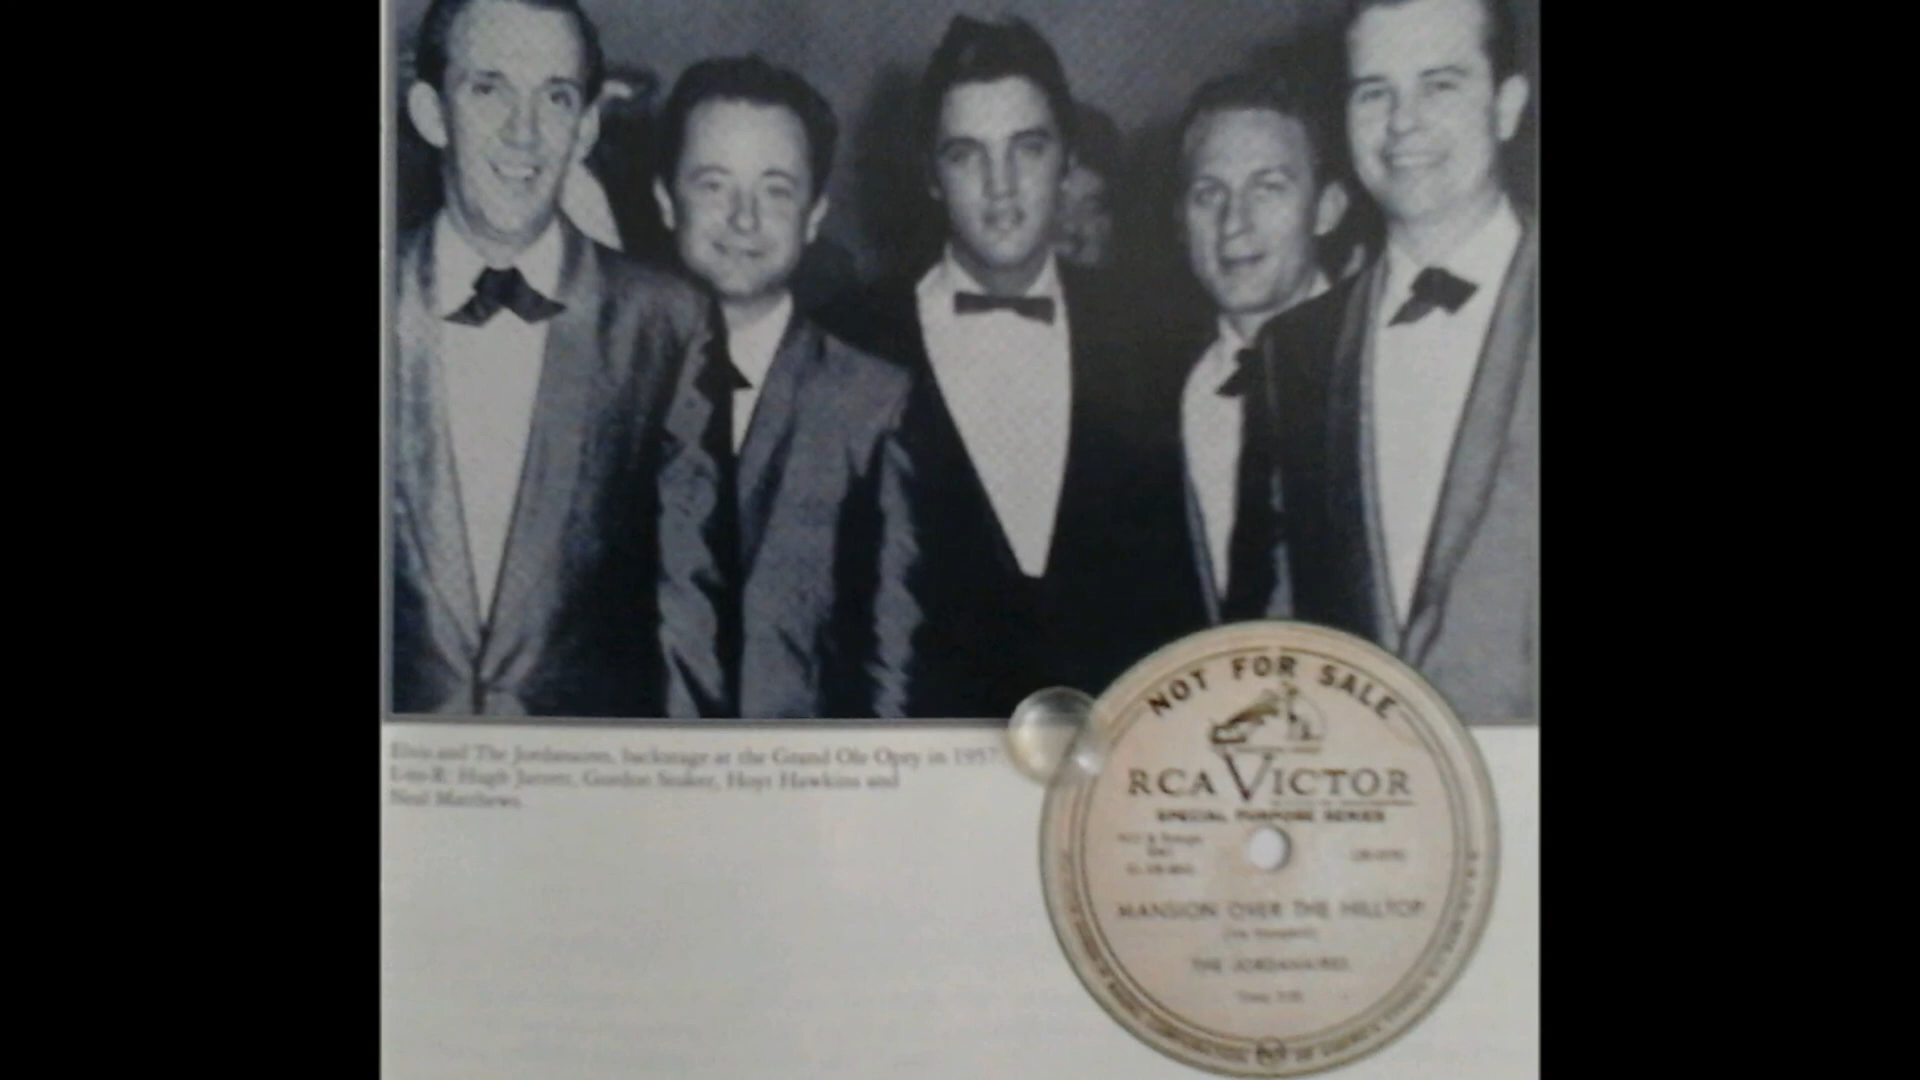 Elvis and The Jordanaires, backstage at the Grand Ole Opry in 1957.
L-to-R: Hugh Jarrett, Gordon Stoker, Hoyt Hawkins and
Neal Matthews.
NOT FOR SALE
RCA VICTOR
SPECIAL PURPOSE SERIES
MANSION OVER THE HILLTOP
THE JORDANAIRES